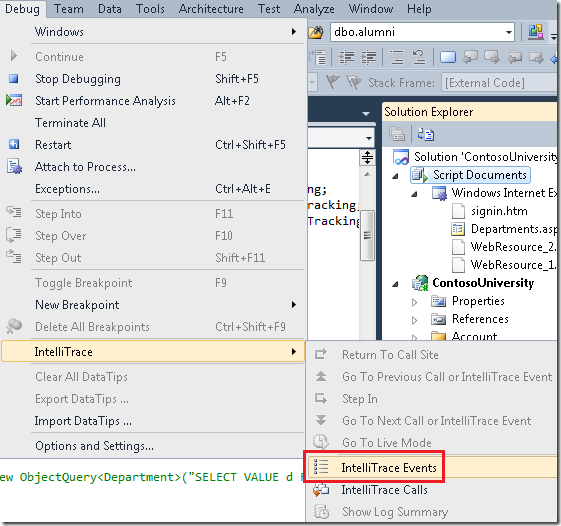 Debug Team Data Tools Architecture Test Analyze Window Help
Windows
dbo.alumni
Continue F5
Stop Debugging Shift+F5
Start Performance Analysis Alt+F2
Terminate All
Restart Ctrl+Shift+F5
Attach to Process...
Exceptions... Ctrl+Alt+E
Step Into F11
Step Over F10
Step Out Shift+F11
Toggle Breakpoint F9
New Breakpoint
Delete All Breakpoints Ctrl+Shift+F9
IntelliTrace
Clear All DataTips
Export DataTips ...
Import DataTips ...
Options and Settings...
Stack Frame: [External Code]
Solution Explorer
Solution 'ContosoUniversity
Script Documents
Windows Internet Ex
signin.htm
Departments.asp
WebResource_2.
WebResource_1.
ContosoUniversity
Properties
References
Account
ng;
racking;
Tracking
Return To Call Site
Go To Previous Call or IntelliTrace Event
Step In
Go To Next Call or IntelliTrace Event
Go To Live Mode
IntelliTrace Events
IntelliTrace Calls
Show Log Summary
ew ObjectQuery<Department>("SELECT VALUE d